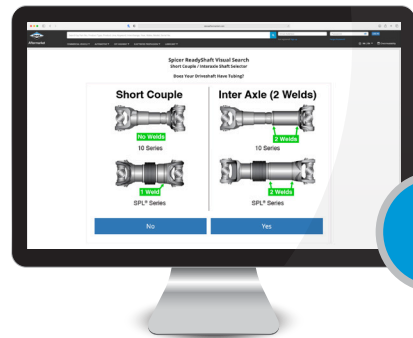 Aftermarket
Spicer ReadyShaft Visual Search
Short Couple / Interaxle Shaft Selector
Does Your Driveshaft Have Tubing?
Short Couple
Inter Axle (2 Welds)
No Welds
2 Welds
10 Series
10 Series
1 Weld
2 Welds
SPL® Series
SPL® Series
No
Yes